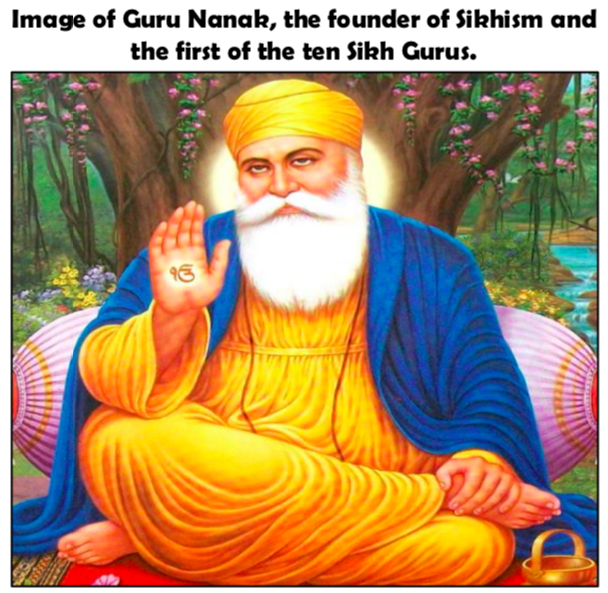 Image of Guru Nanak, the founder of Sikhism and
the first of the ten Sikh Gurus.
ੴ